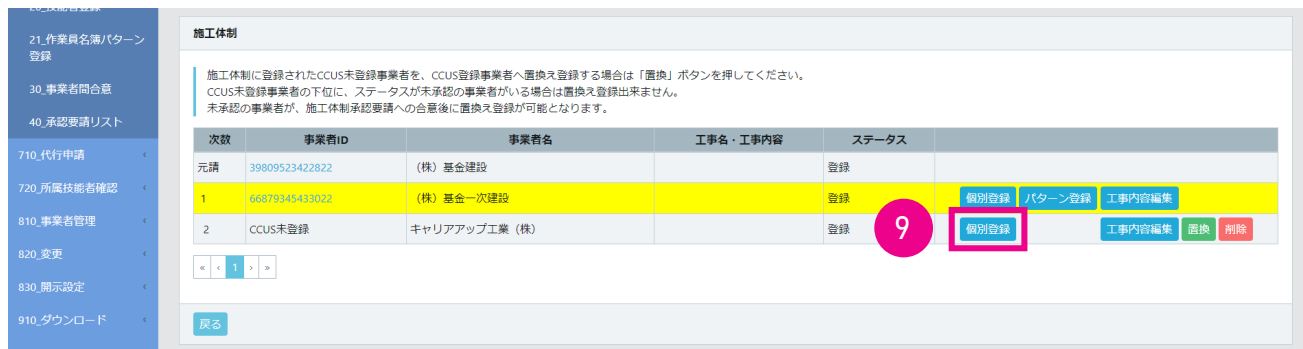 21_作業員名簿パターン
登録
30_事業者間合意
40_承認要請リスト
710_代行申請
720_所属技能者確認
810_事業者管理
820_変更
830_開示設定
910_ダウンロード
施工体制
施工体制に登録されたCCUS未登録事業者を、CCUS登録事業者へ置換え登録する場合は「置換」ボタンを押してください。
CCUS未登録事業者の下位に、ステータスが未承認の事業者がいる場合は置換え登録出来ません。
未承認の事業者が、施工体制承認要請への合意後に置換え登録が可能となります。
次数 事業者ID 事業者名 工事名・工事内容 ステータス
元請 39809523422822 （株）基金建設 登録
1 66879345433022 （株）基金一次建設 登録 個別登録 パターン登録 工事内容編集
2 CCUS未登録 キャリアアップ工業（株） 登録 9 個別登録 工事内容編集 置換 削除
« ‹ 1 › »
戻る